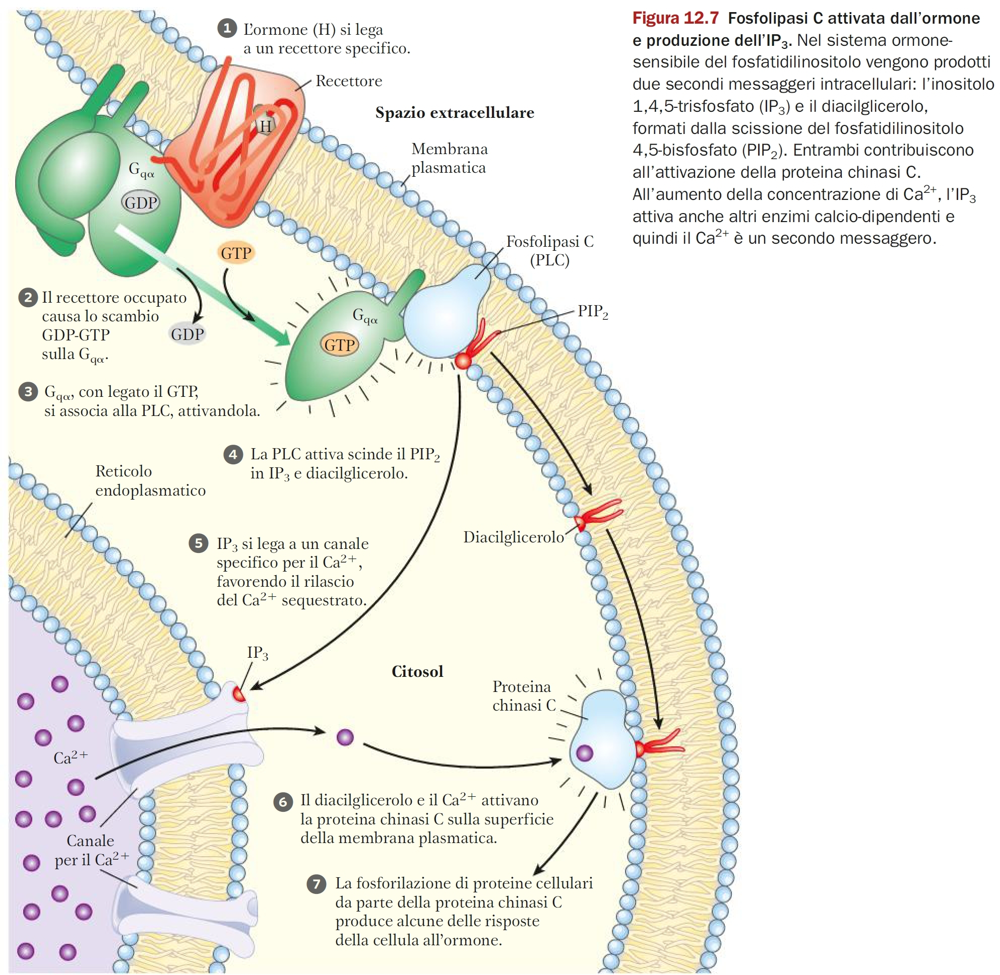 Figura 12.7 Fosfolipasi C attivata dall'ormone
e produzione dell'IP₃. Nel sistema ormone-
sensibile del fosfatidilinositolo vengono prodotti
due secondi messaggeri intracellulari: l'inositolo
1,4,5-trisfosfato (IP₃) e il diacilglicerolo,
formati dalla scissione del fosfatidilinositolo
4,5-bisfosfato (PIP₂). Entrambi contribuiscono
all'attivazione della proteina chinasi C.
All'aumento della concentrazione di Ca²⁺, l'IP₃
attiva anche altri enzimi calcio-dipendenti e
quindi il Ca²⁺ è un secondo messaggero.
1 L'ormone (H) si lega
a un recettore specifico.
Recettore
H
Spazio extracellulare
Membrana
plasmatica
Gqα
GDP
GTP
Fosfolipasi C
(PLC)
2 Il recettore occupato
causa lo scambio
GDP-GTP
sulla Gqα.
GDP
Gqα
GTP
PIP₂
3 Gqα, con legato il GTP,
si associa alla PLC, attivandola.
4 La PLC attiva scinde il PIP₂
in IP₃ e diacilglicerolo.
Reticolo
endoplasmatico
Diacilglicerolo
5 IP₃ si lega a un canale
specifico per il Ca²⁺,
favorendo il rilascio
del Ca²⁺ sequestrato.
IP₃
Citosol
Proteina
chinasi C
Ca²⁺
6 Il diacilglicerolo e il Ca²⁺ attivano
la proteina chinasi C sulla superficie
della membrana plasmatica.
Canale
per il Ca²⁺
7 La fosforilazione di proteine cellulari
da parte della proteina chinasi C
produce alcune delle risposte
della cellula all'ormone.